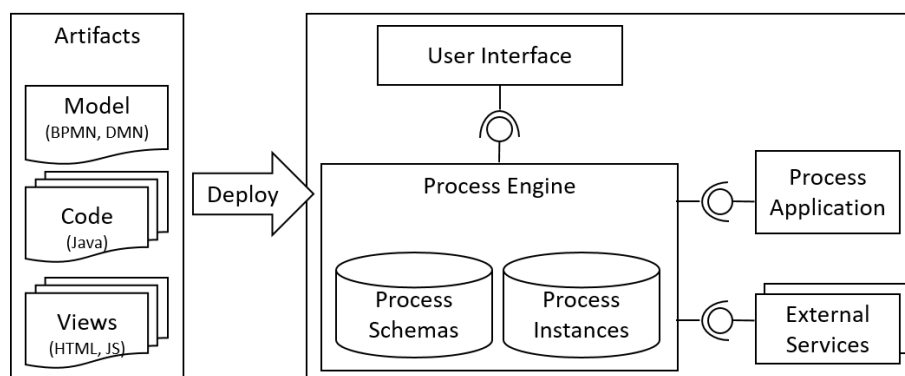 Artifacts
Model
(BPMN, DMN)
Code
(Java)
Views
(HTML, JS)
Deploy
User Interface
Process Engine
Process
Schemas
Process
Instances
Process
Application
External
Services